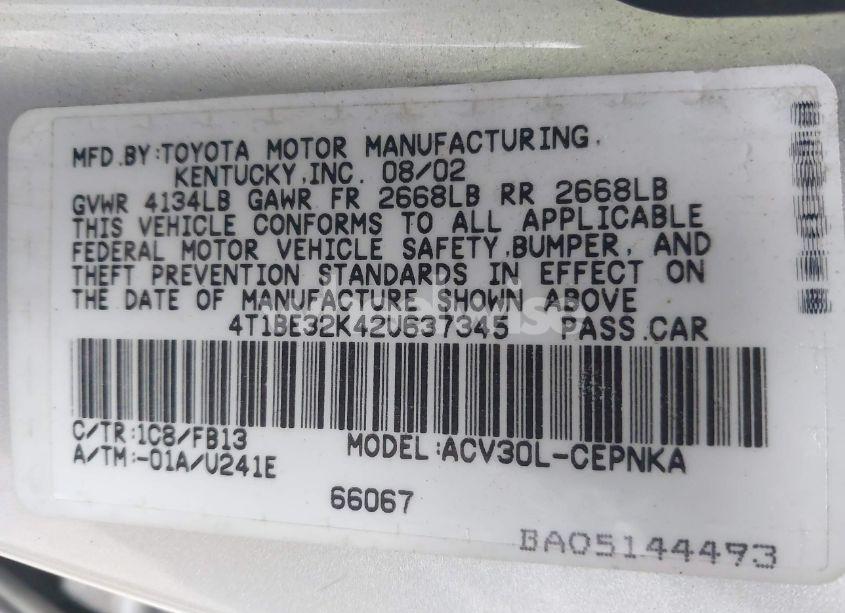 MFD.BY:TOYOTA MOTOR MANUFACTURING,
KENTUCKY,INC. 08/02
GVWR 4134LB GAWR FR 2668LB RR 2668LB
THIS VEHICLE CONFORMS TO ALL APPLICABLE
FEDERAL MOTOR VEHICLE SAFETY,BUMPER, AND
THEFT PREVENTION STANDARDS IN EFFECT ON
THE DATE OF MANUFACTURE SHOWN ABOVE
4T1BE32K42U637345 PASS.CAR
C/TR:1C8/FB13 MODEL:ACV30L-CEPNKA
A/TM:-01A/U241E
66067
BA05144493